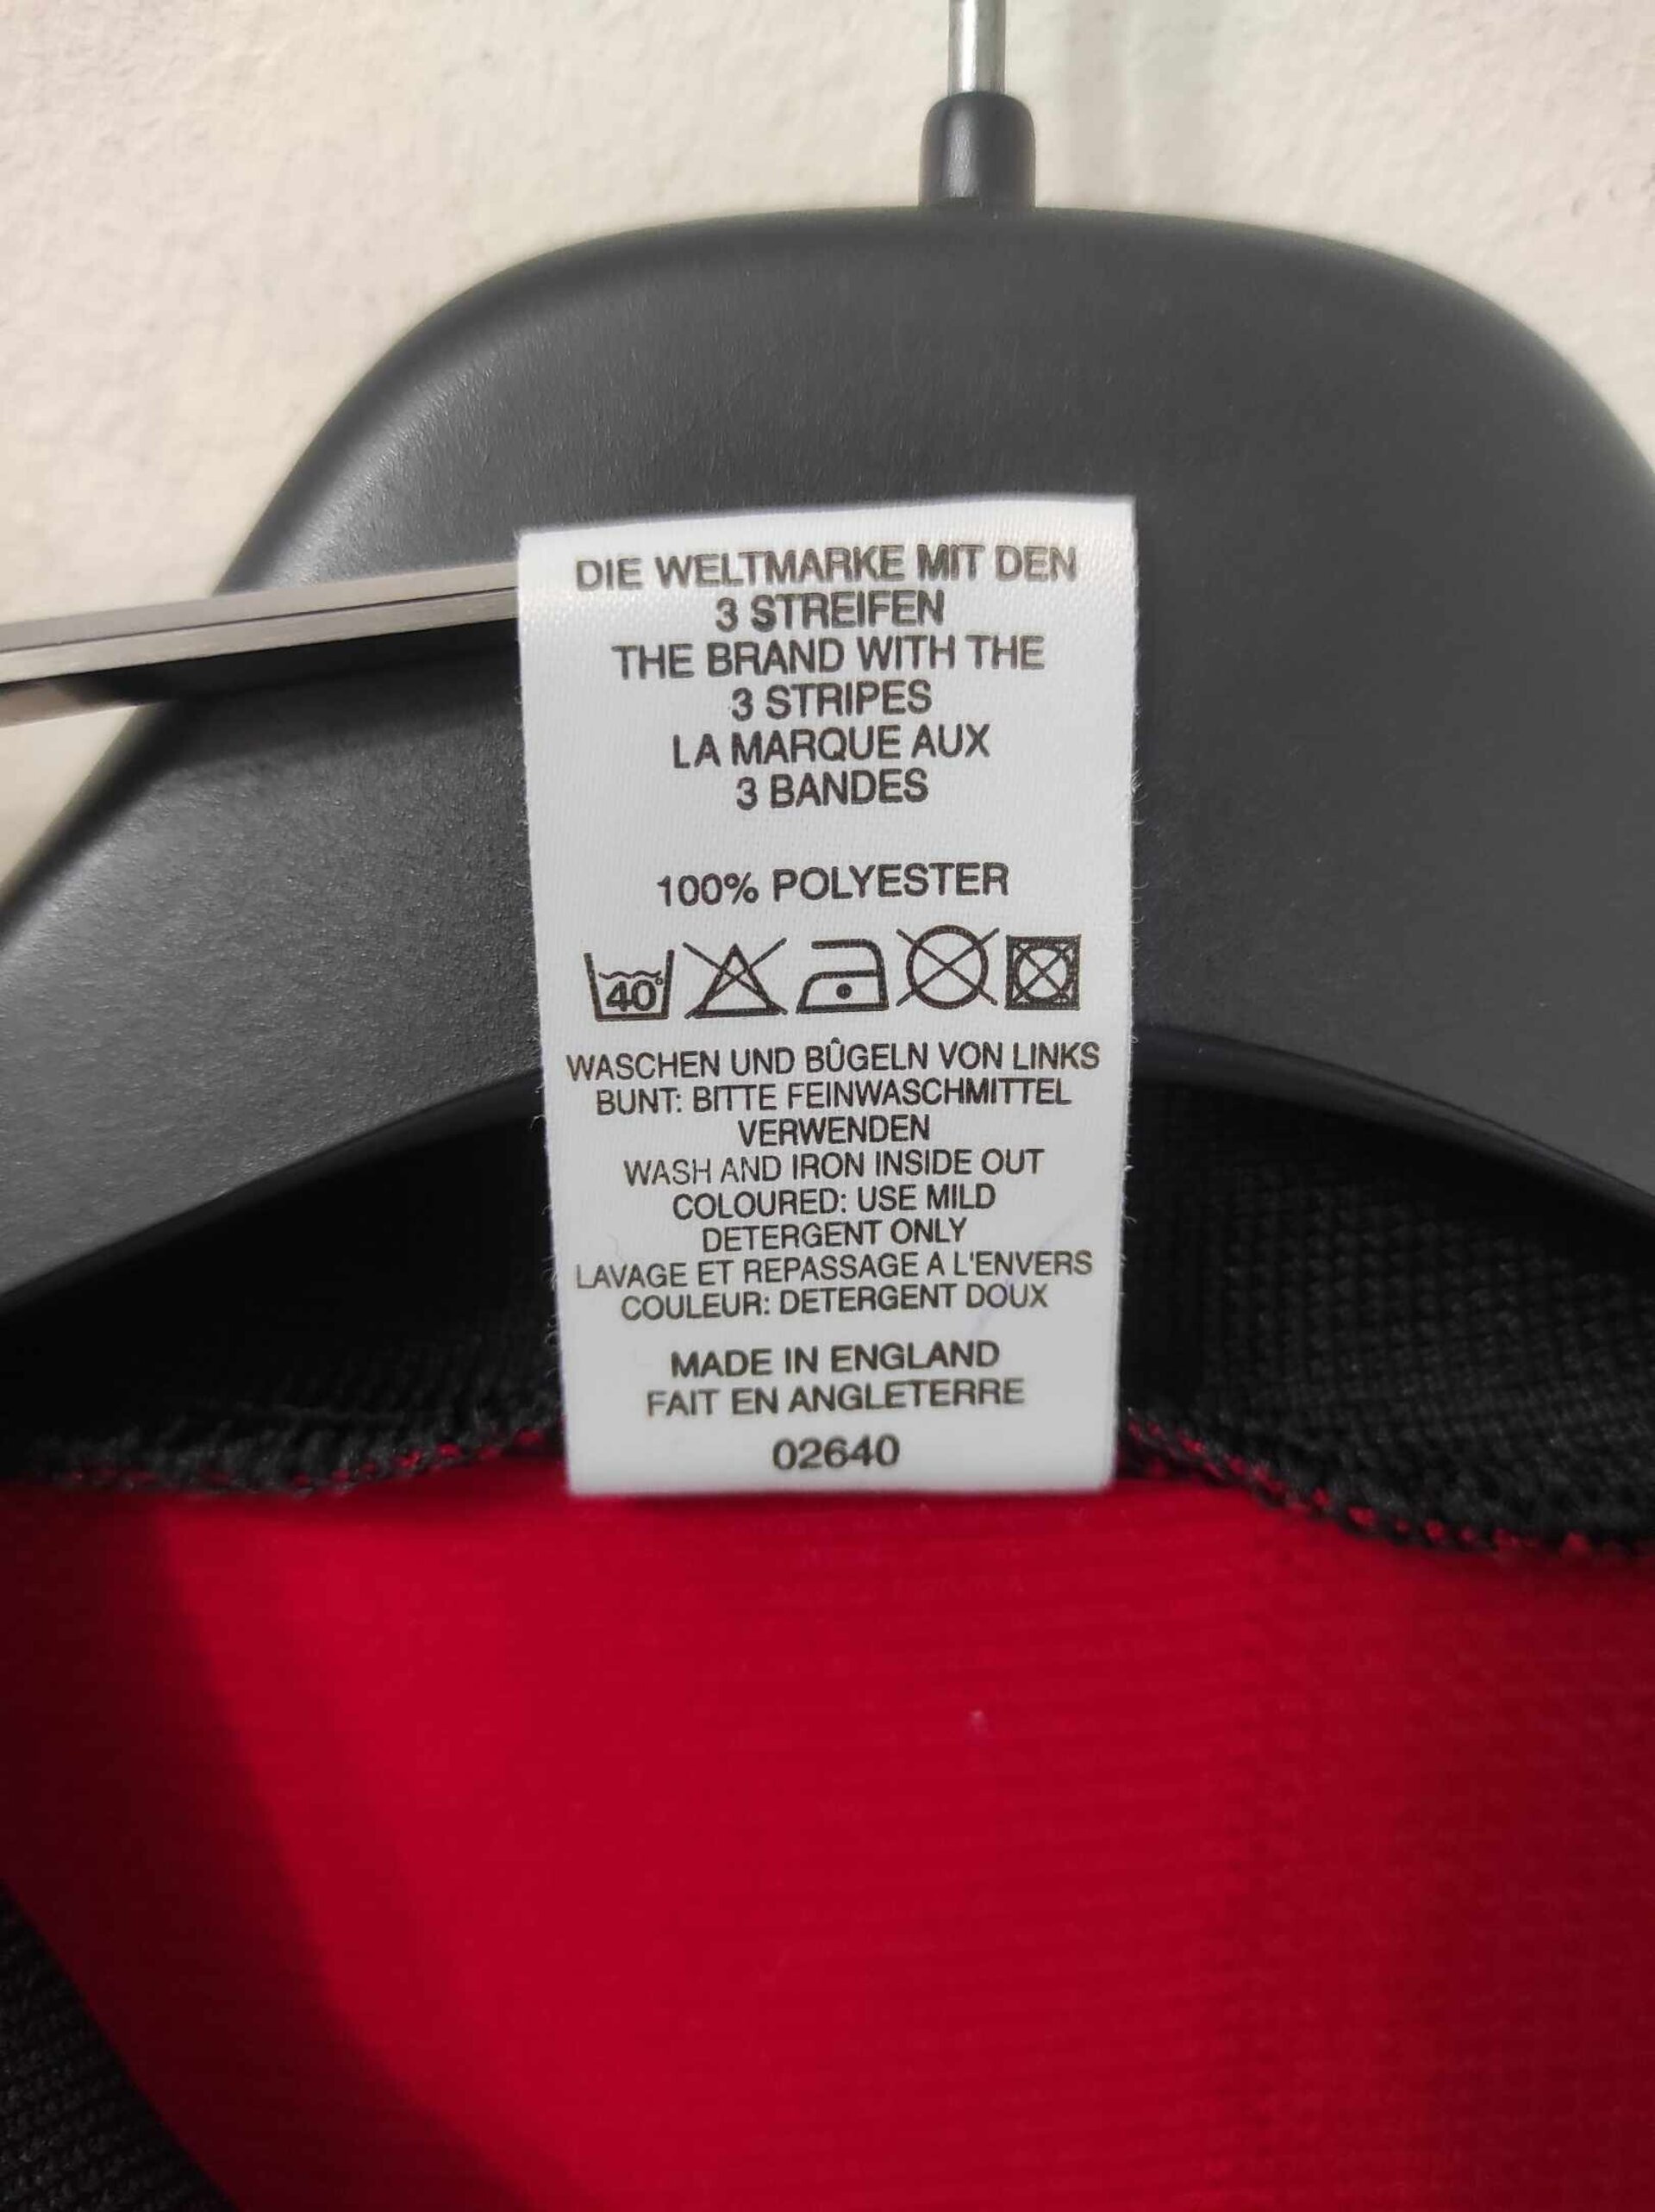 DIE WELTMARKE MIT DEN
3 STREIFEN
THE BRAND WITH THE
3 STRIPES
LA MARQUE AUX
3 BANDES
100% POLYESTER
40°
WASCHEN UND BÛGELN VON LINKS
BUNT: BITTE FEINWASCHMITTEL
VERWENDEN
WASH AND IRON INSIDE OUT
COLOURED: USE MILD
DETERGENT ONLY
LAVAGE ET REPASSAGE A L'ENVERS
COULEUR: DETERGENT DOUX
MADE IN ENGLAND
FAIT EN ANGLETERRE
02640